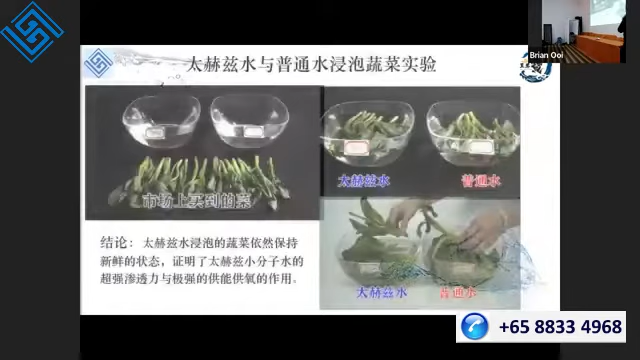 Brian Ooi
太赫兹水与普通水浸泡蔬菜实验
市场上买到的菜
太赫兹水
普通水
结论：太赫兹水浸泡的蔬菜依然保持
新鲜的状态，证明了太赫兹小分子水的
超强渗透力与极强的供能供氧的作用。
太赫兹水
普通水
+65 8833 4968